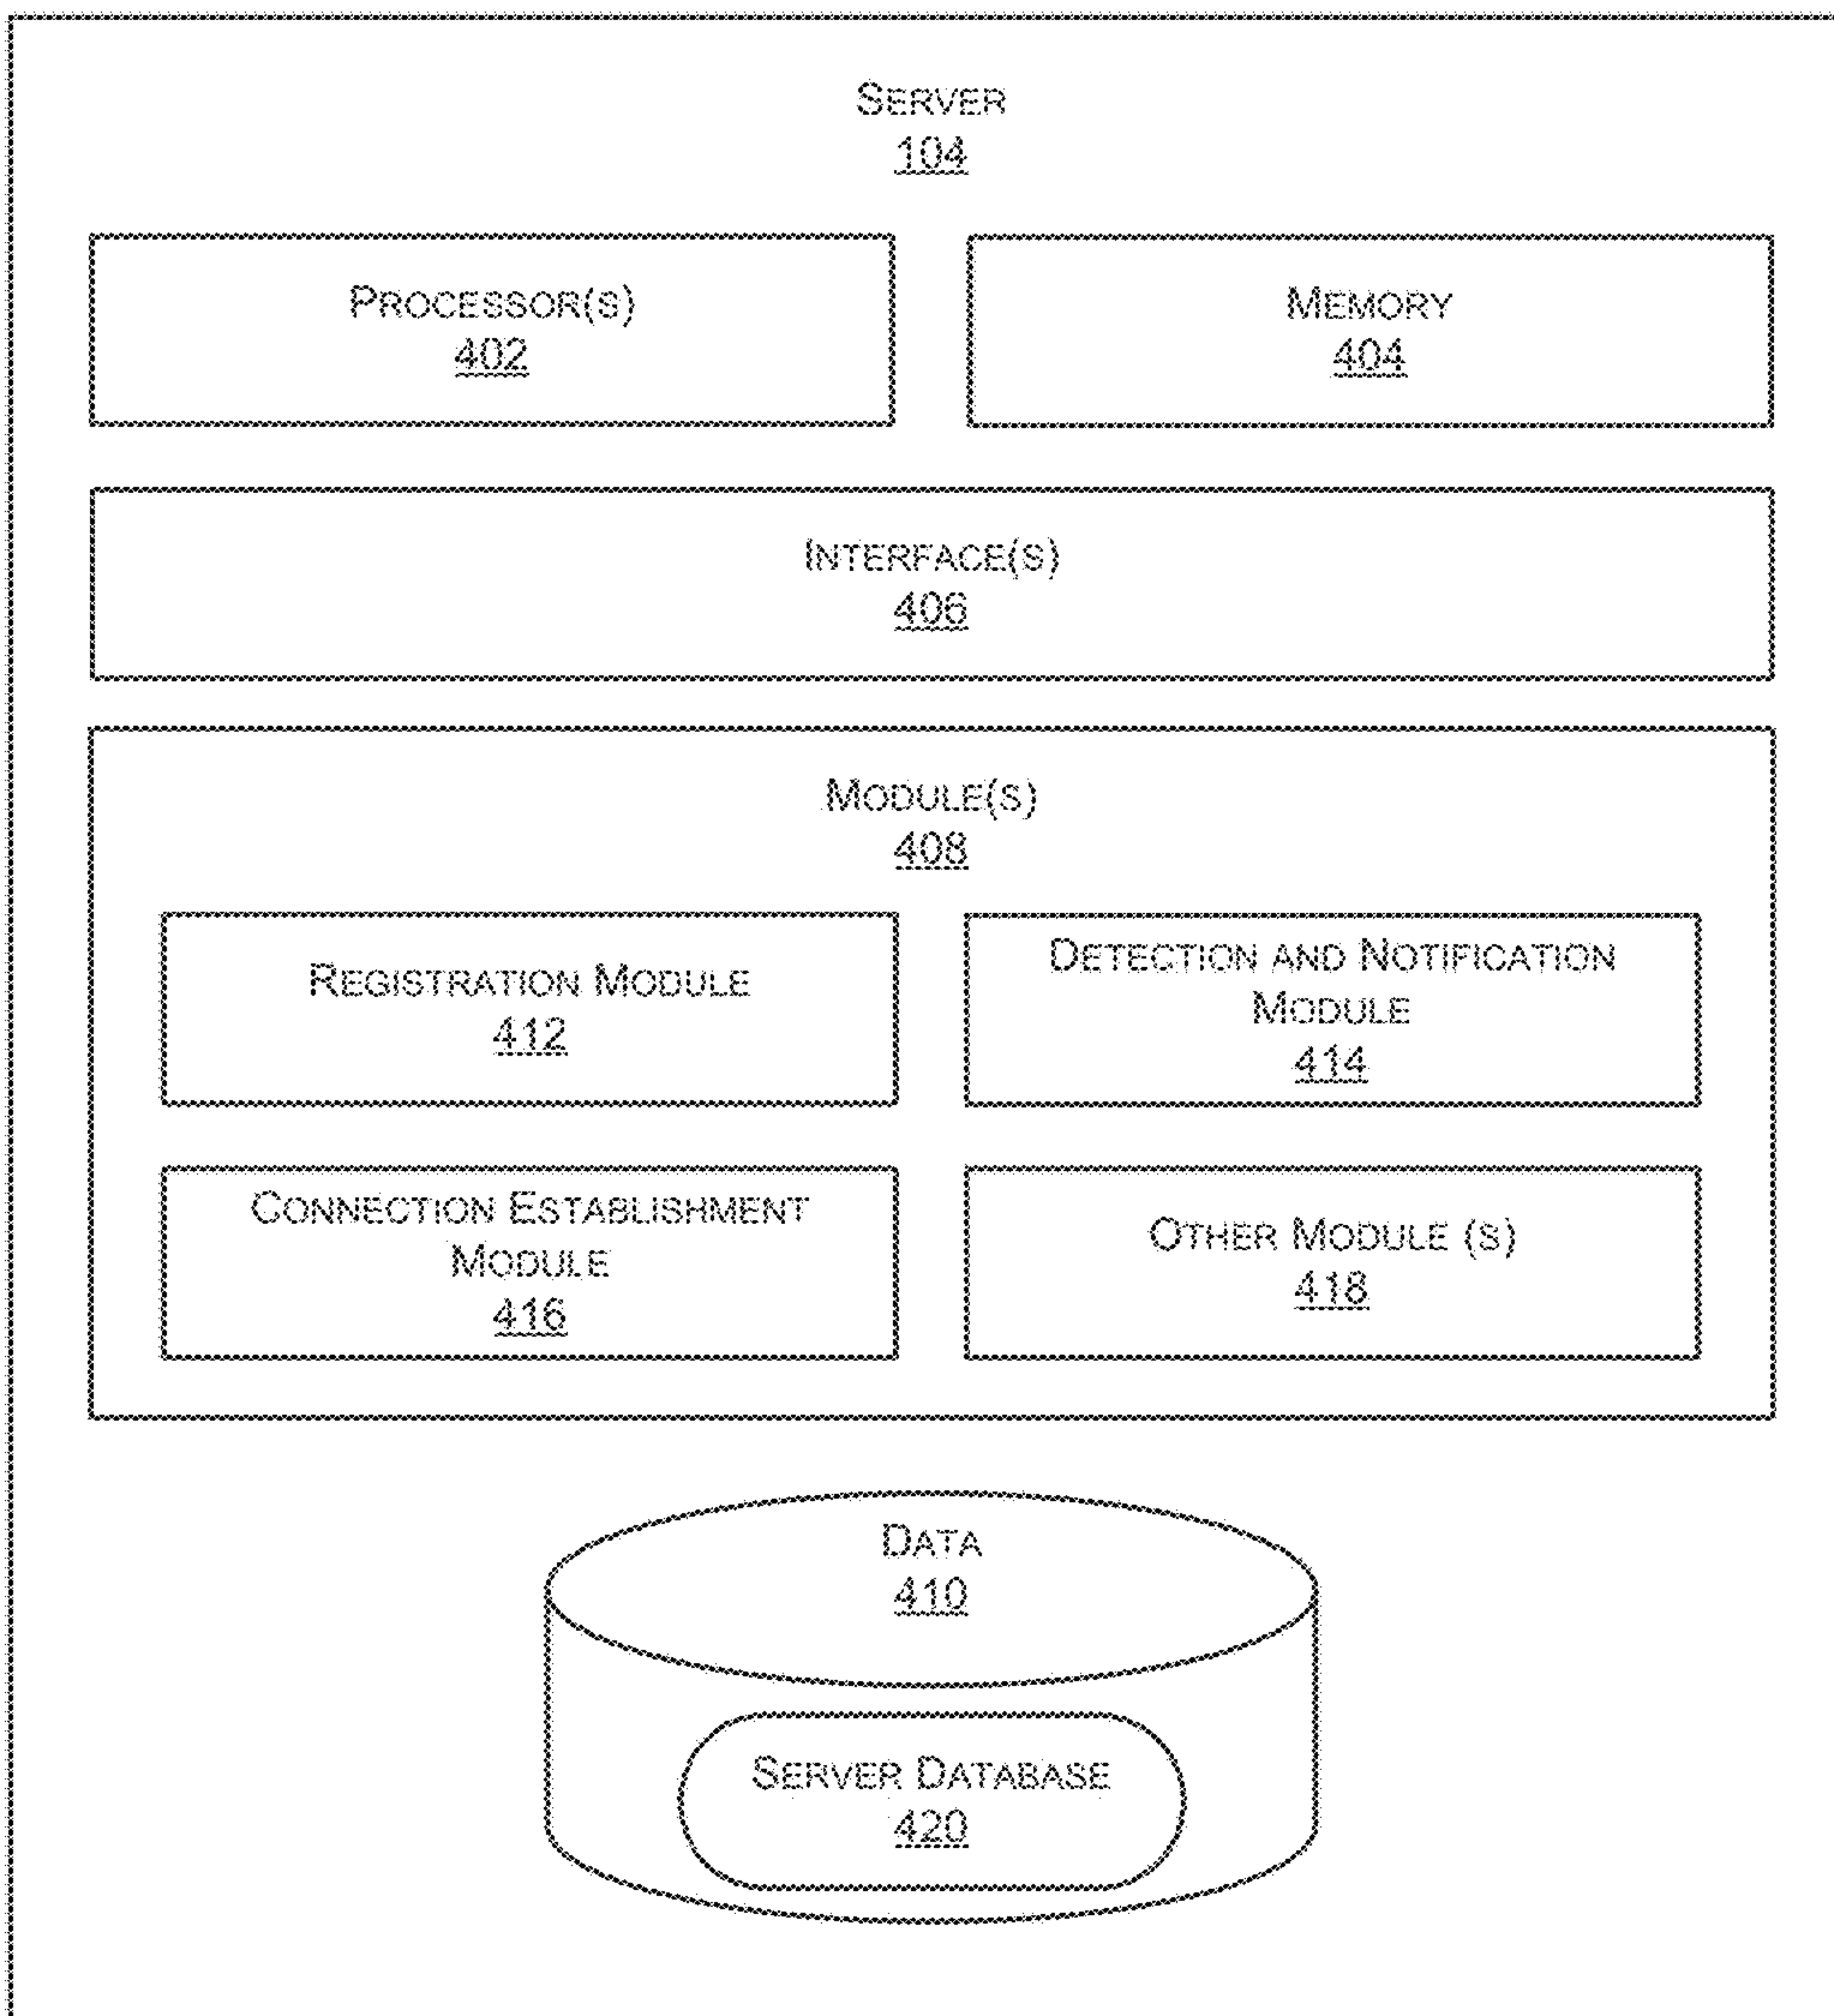 SERVER
104
PROCESSOR(S)
402
MEMORY
404
INTERFACE(S)
406
MODULE(S)
408
REGISTRATION MODULE
412
DETECTION AND NOTIFICATION
MODULE
414
CONNECTION ESTABLISHMENT
MODULE
416
OTHER MODULE (S)
418
DATA
410
SERVER DATABASE
420